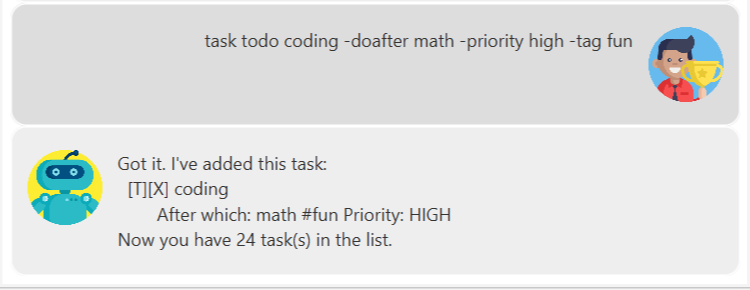 task todo coding -doafter math -priority high -tag fun
Got it. I've added this task:
[T][X] coding
After which: math #fun Priority: HIGH
Now you have 24 task(s) in the list.